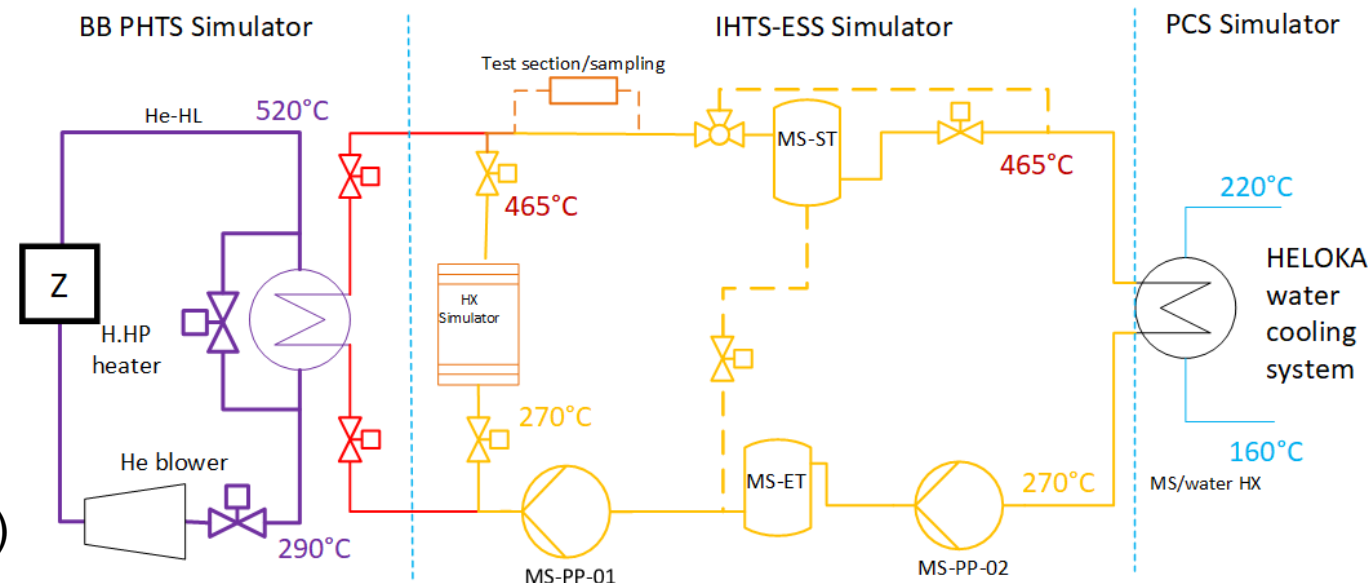 BB PHTS Simulator
IHTS-ESS Simulator
PCS Simulator
Test section/sampling
He-HL
520°C
MS-ST
465°C
465°C
220°C
Z
HX
Simulator
H.HP
heater
HELOKA
water
cooling
system
270°C
He blower
MS-ET
270°C
160°C
MS/water HX
)
290°C
MS-PP-01
MS-PP-02